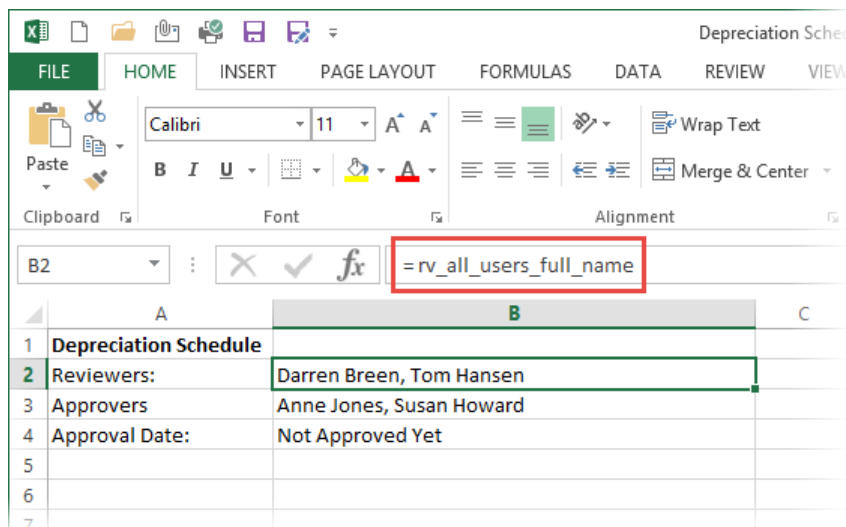 Depreciation Sche
FILE HOME INSERT PAGE LAYOUT FORMULAS DATA REVIEW VIEW
Calibri 11 A A Wrap Text
Paste B I U A Merge & Center
Clipboard Font Alignment
B2 fx =rv_all_users_full_name
A B C
1 Depreciation Schedule
2 Reviewers: Darren Breen, Tom Hansen
3 Approvers Anne Jones, Susan Howard
4 Approval Date: Not Approved Yet
5
6
7